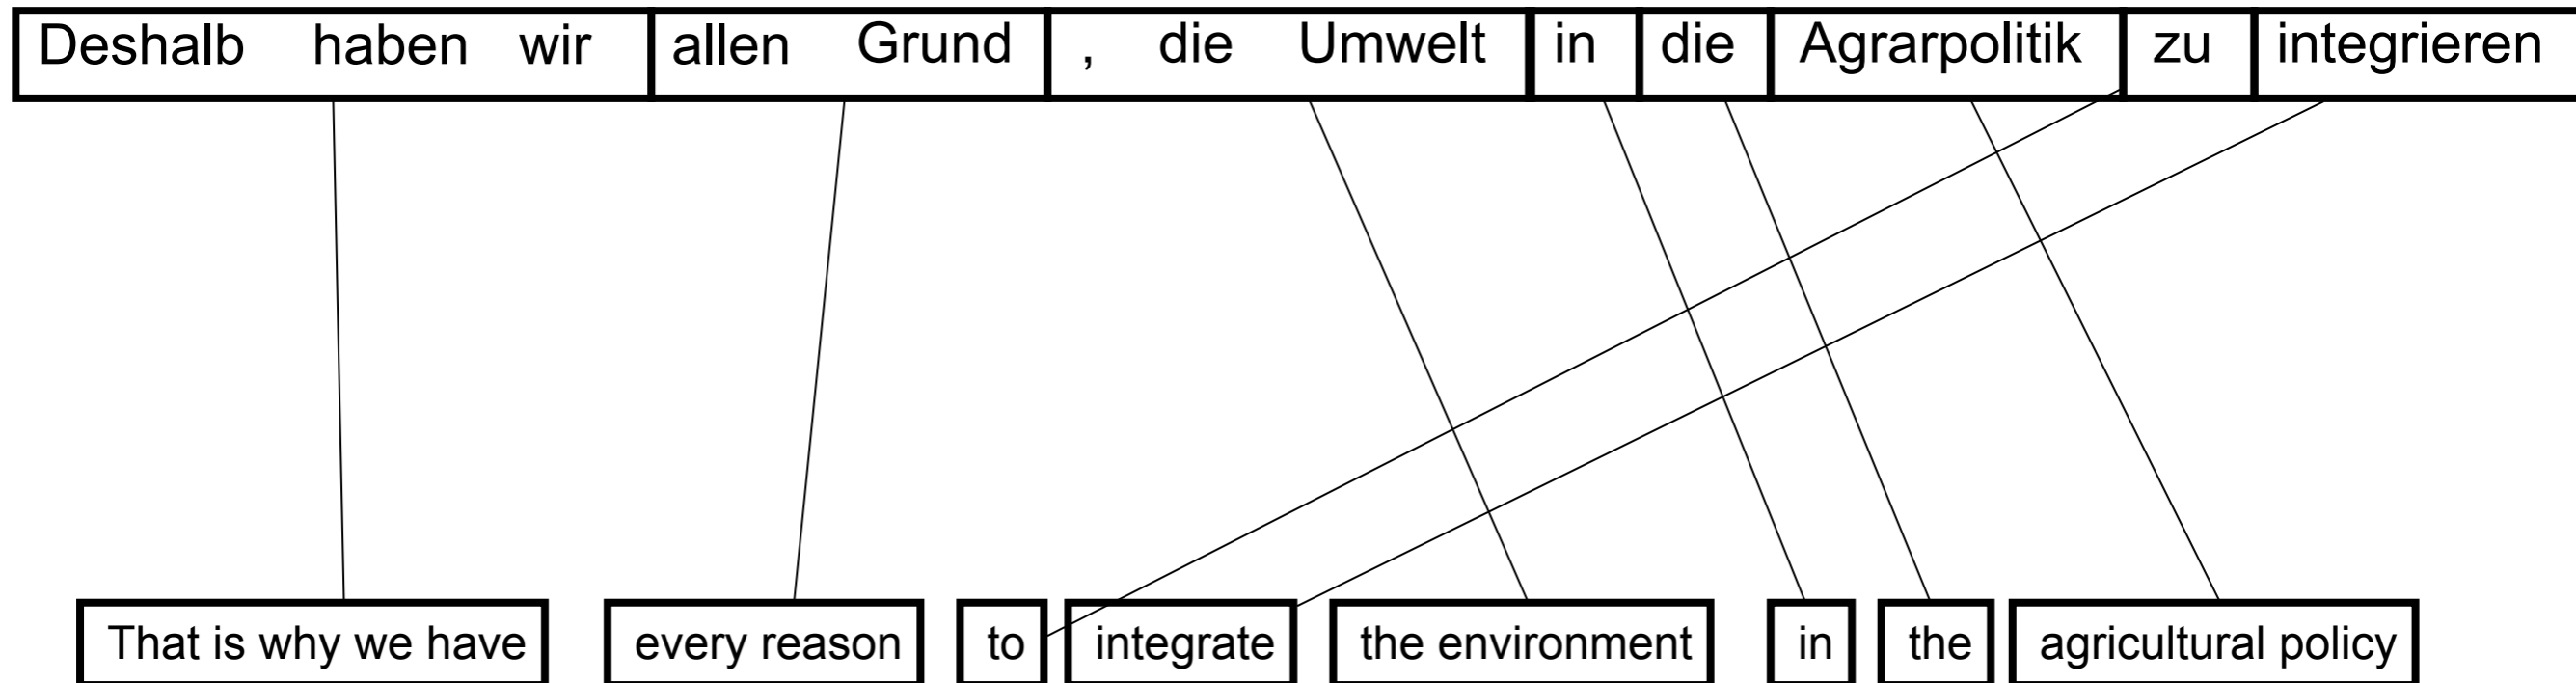 Deshalb haben wir allen Grund , die Umwelt in die Agrarpolitik zu integrieren
That is why we have every reason to integrate the environment in the agricultural policy